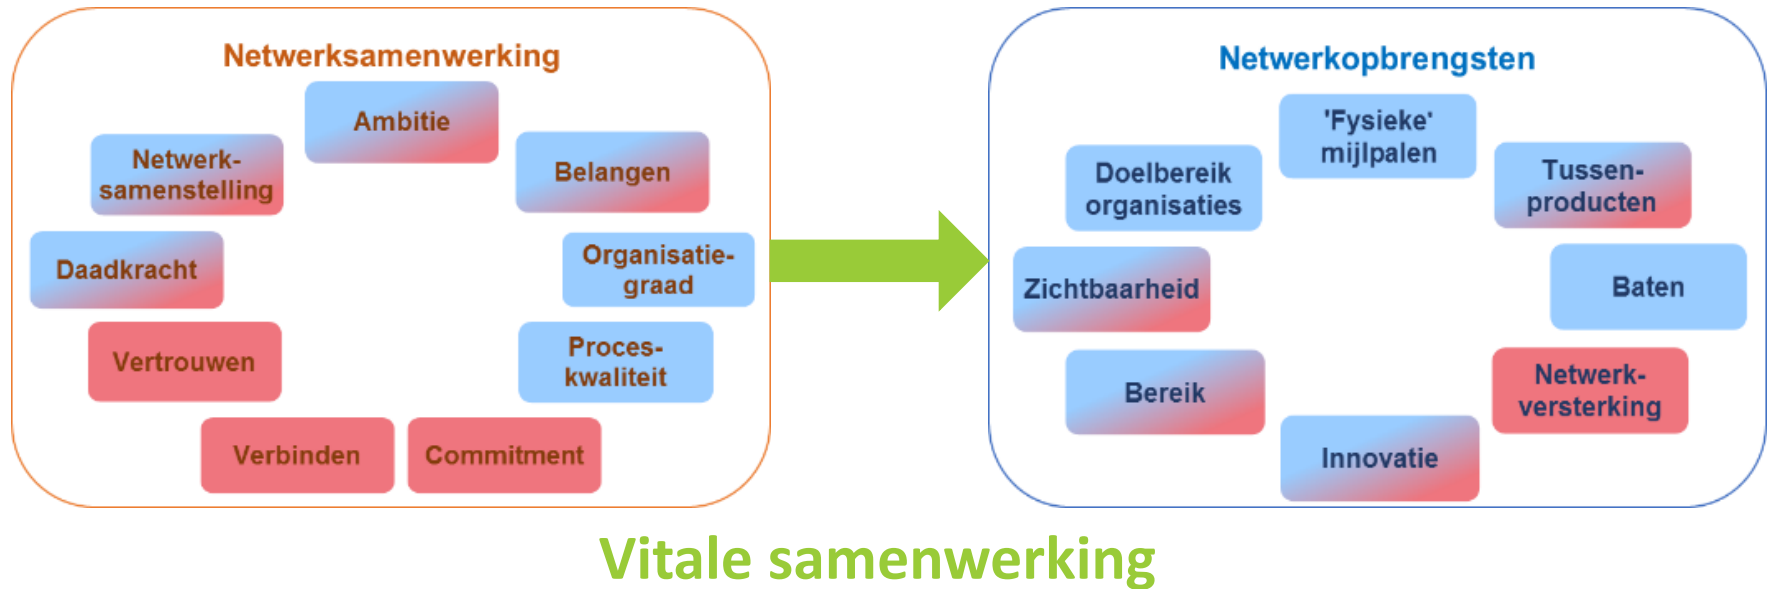 Netwerksamenwerking
Ambitie
Belangen
Organisatie-
graad
Proces-
kwaliteit
Commitment
Verbinden
Vertrouwen
Daadkracht
Netwerk-
samenstelling
Netwerkopbrengsten
'Fysieke'
mijlpalen
Tussen-
producten
Baten
Netwerk-
versterking
Innovatie
Bereik
Zichtbaarheid
Doelbereik
organisaties
Vitale samenwerking